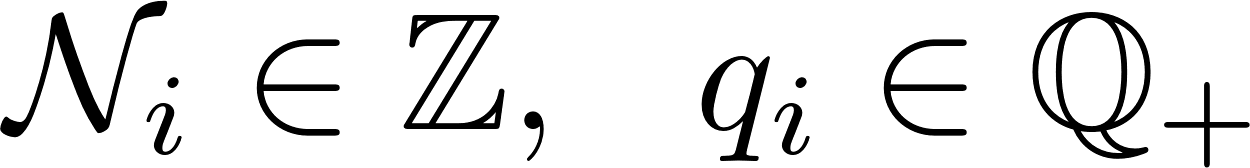 𝒩ᵢ ∈ ℤ, qᵢ ∈ ℚ₊